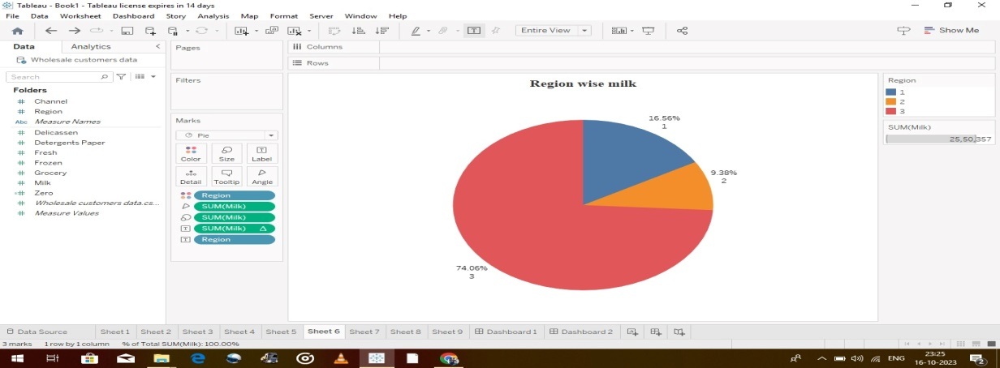 Tableau - Book1 - Tableau license expires in 14 days
File Data Worksheet Dashboard Story Analysis Map Format Server Window Help
Entire View
Show Me
Data Analytics
Wholesale customers data
Search
Folders
Channel
Region
Abc Measure Names
Delicassen
Detergents Paper
Fresh
Frozen
Grocery
Milk
Zero
Wholesale customers data.cs...
Measure Values
Pages
Filters
Marks
Pie
Color Size Label
Detail Tooltip Angle
Region
SUM(Milk)
SUM(Milk)
SUM(Milk)
Region
Columns
Rows
Region wise milk
16.56%
1
9.38%
2
74.06%
3
Region
1
2
3
SUM(Milk)
25,50,357
Data Source Sheet 1 Sheet 2 Sheet 3 Sheet 4 Sheet 5 Sheet 6 Sheet 7 Sheet 8 Sheet 9 Dashboard 1 Dashboard 2
3 marks 1 row by 1 column % of Total SUM(Milk): 100.00%
ENG
23:25
16-10-2023
2